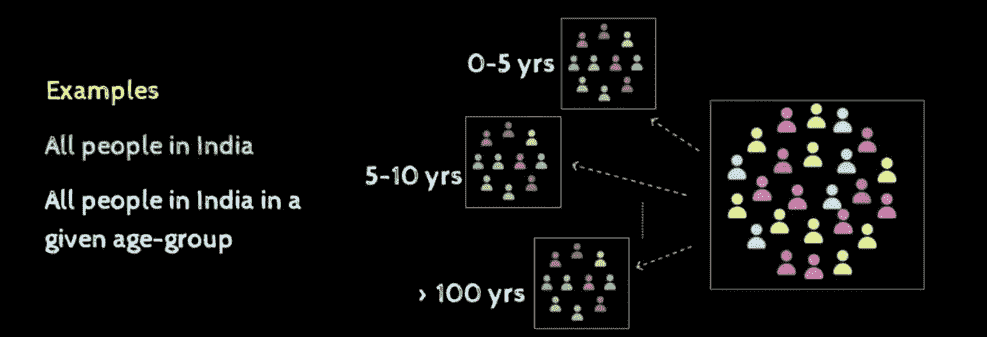 Examples
All people in India
All people in India in a
given age-group
0-5 yrs
5-10 yrs
> 100 yrs